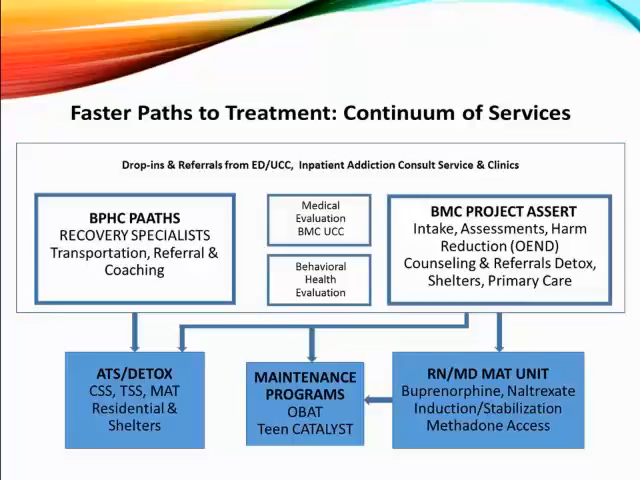 Faster Paths to Treatment: Continuum of Services
Drop-ins & Referrals from ED/UCC, Inpatient Addiction Consult Service & Clinics
BPHC PAATHS
RECOVERY SPECIALISTS
Transportation, Referral &
Coaching
Medical
Evaluation
BMC UCC
Behavioral
Health
Evaluation
BMC PROJECT ASSERT
Intake, Assessments, Harm
Reduction (OEND)
Counseling & Referrals Detox,
Shelters, Primary Care
ATS/DETOX
CSS, TSS, MAT
Residential &
Shelters
MAINTENANCE
PROGRAMS
OBAT
Teen CATALYST
RN/MD MAT UNIT
Buprenorphine, Naltrexate
Induction/Stabilization
Methadone Access